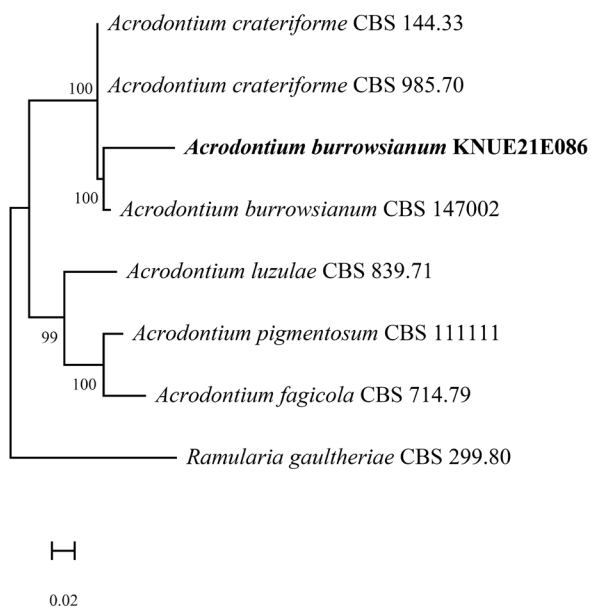 Acrodontium crateriforme CBS 144.33
100
Acrodontium crateriforme CBS 985.70
Acrodontium burrowsianum KNUE21E086
100
Acrodontium burrowsianum CBS 147002
Acrodontium luzulae CBS 839.71
99
Acrodontium pigmentosum CBS 111111
100
Acrodontium fagicola CBS 714.79
Ramularia gaultheriae CBS 299.80
0.02